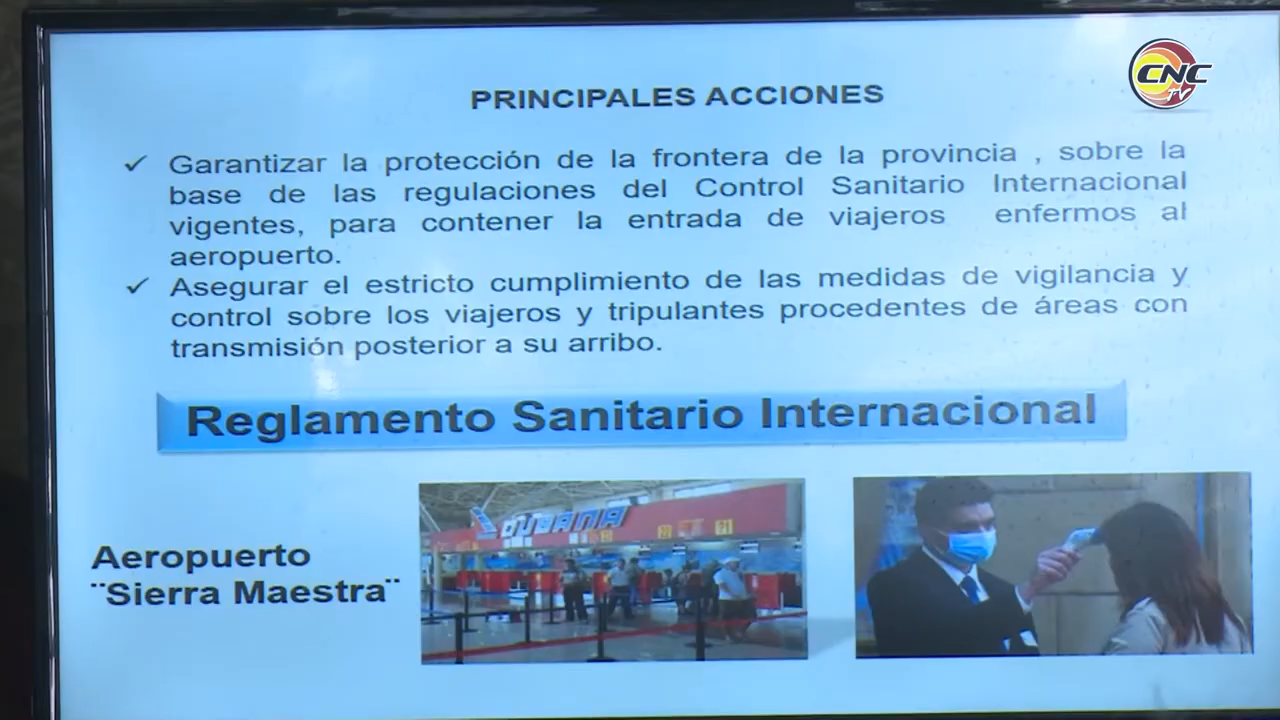 CNC
TV
PRINCIPALES ACCIONES
✓ Garantizar la protección de la frontera de la provincia , sobre la
base de las regulaciones del Control Sanitario Internacional
vigentes, para contener la entrada de viajeros enfermos al
aeropuerto.
✓ Asegurar el estricto cumplimiento de las medidas de vigilancia y
control sobre los viajeros y tripulantes procedentes de áreas con
transmisión posterior a su arribo.
Reglamento Sanitario Internacional
Aeropuerto
¨Sierra Maestra¨
CUBANA